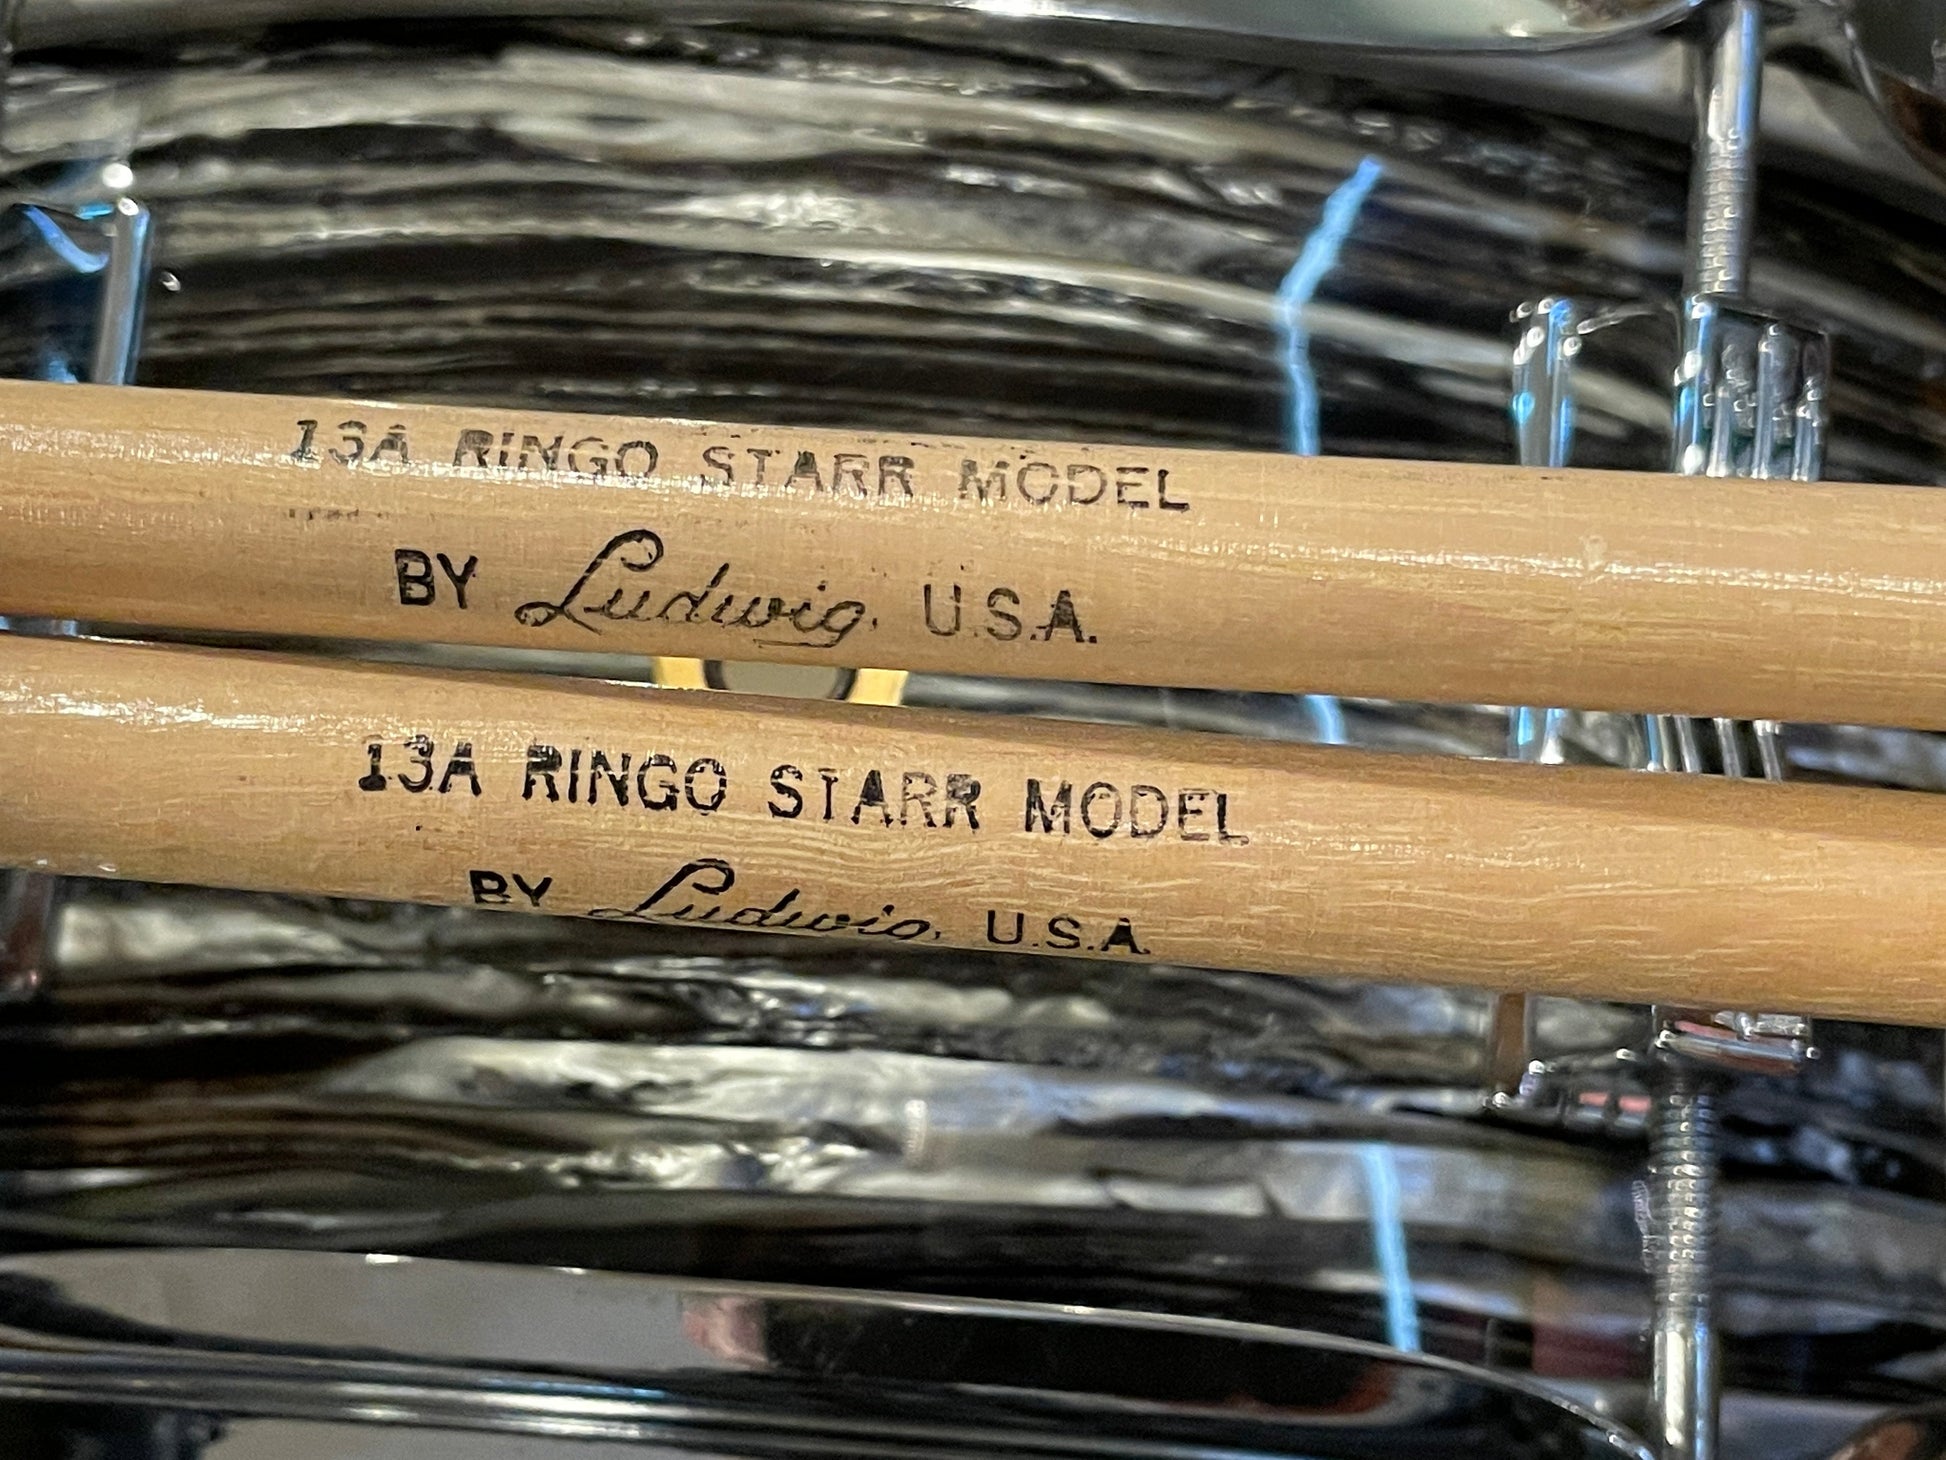 13A RINGO STARR MODEL
BY Ludwig, U.S.A.
13A RINGO STARR MODEL
BY Ludwig, U.S.A.